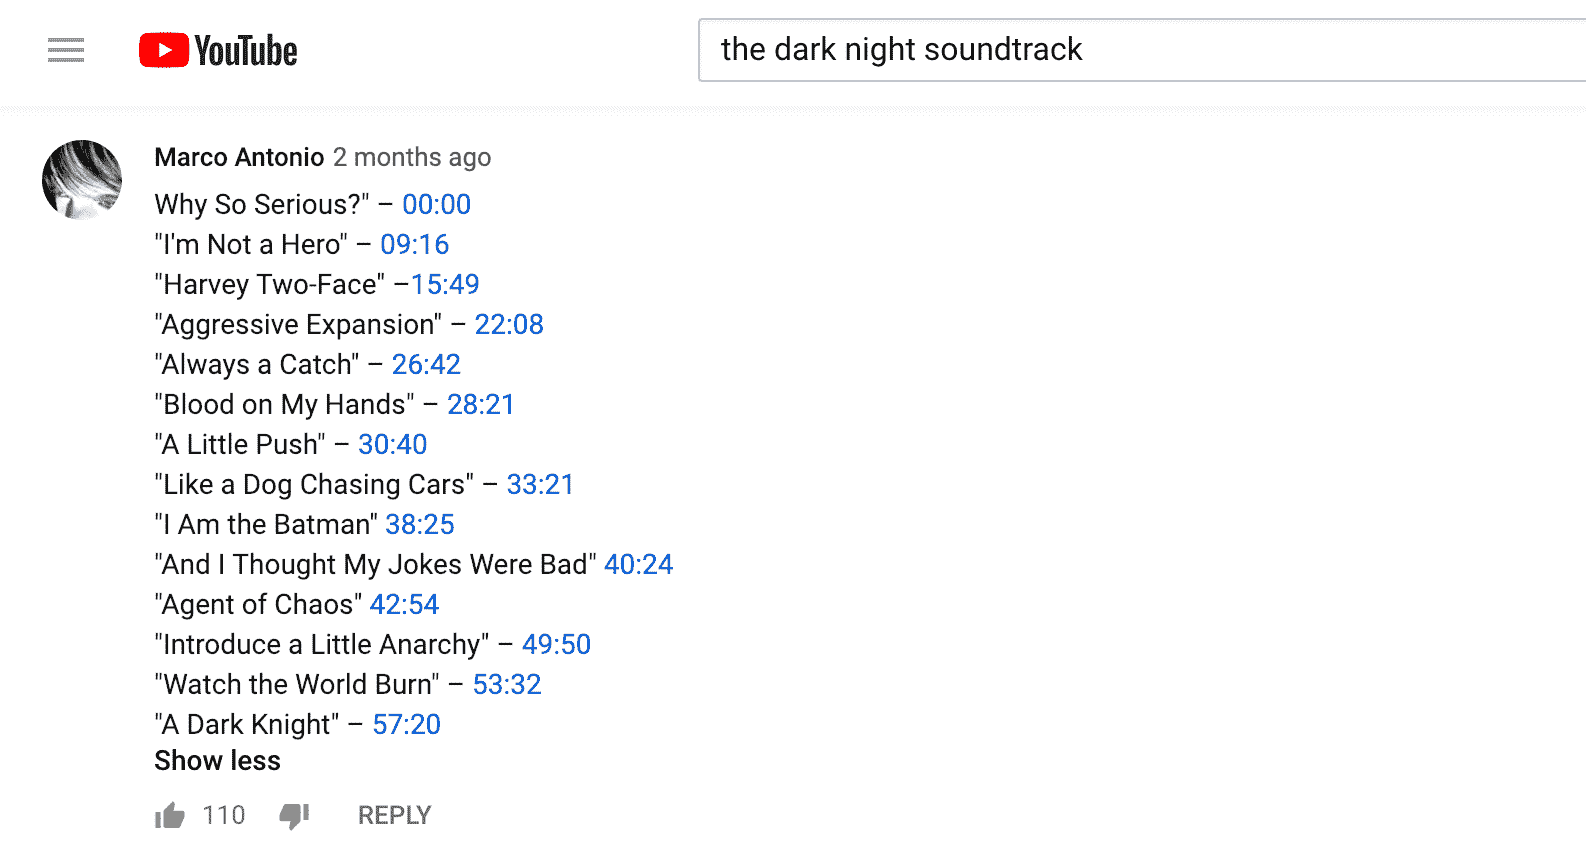 YouTube
the dark night soundtrack
Marco Antonio 2 months ago
Why So Serious?" – 00:00
"I'm Not a Hero" – 09:16
"Harvey Two-Face" –15:49
"Aggressive Expansion" – 22:08
"Always a Catch" – 26:42
"Blood on My Hands" – 28:21
"A Little Push" – 30:40
"Like a Dog Chasing Cars" – 33:21
"I Am the Batman" 38:25
"And I Thought My Jokes Were Bad" 40:24
"Agent of Chaos" 42:54
"Introduce a Little Anarchy" – 49:50
"Watch the World Burn" – 53:32
"A Dark Knight" – 57:20
Show less
110 REPLY